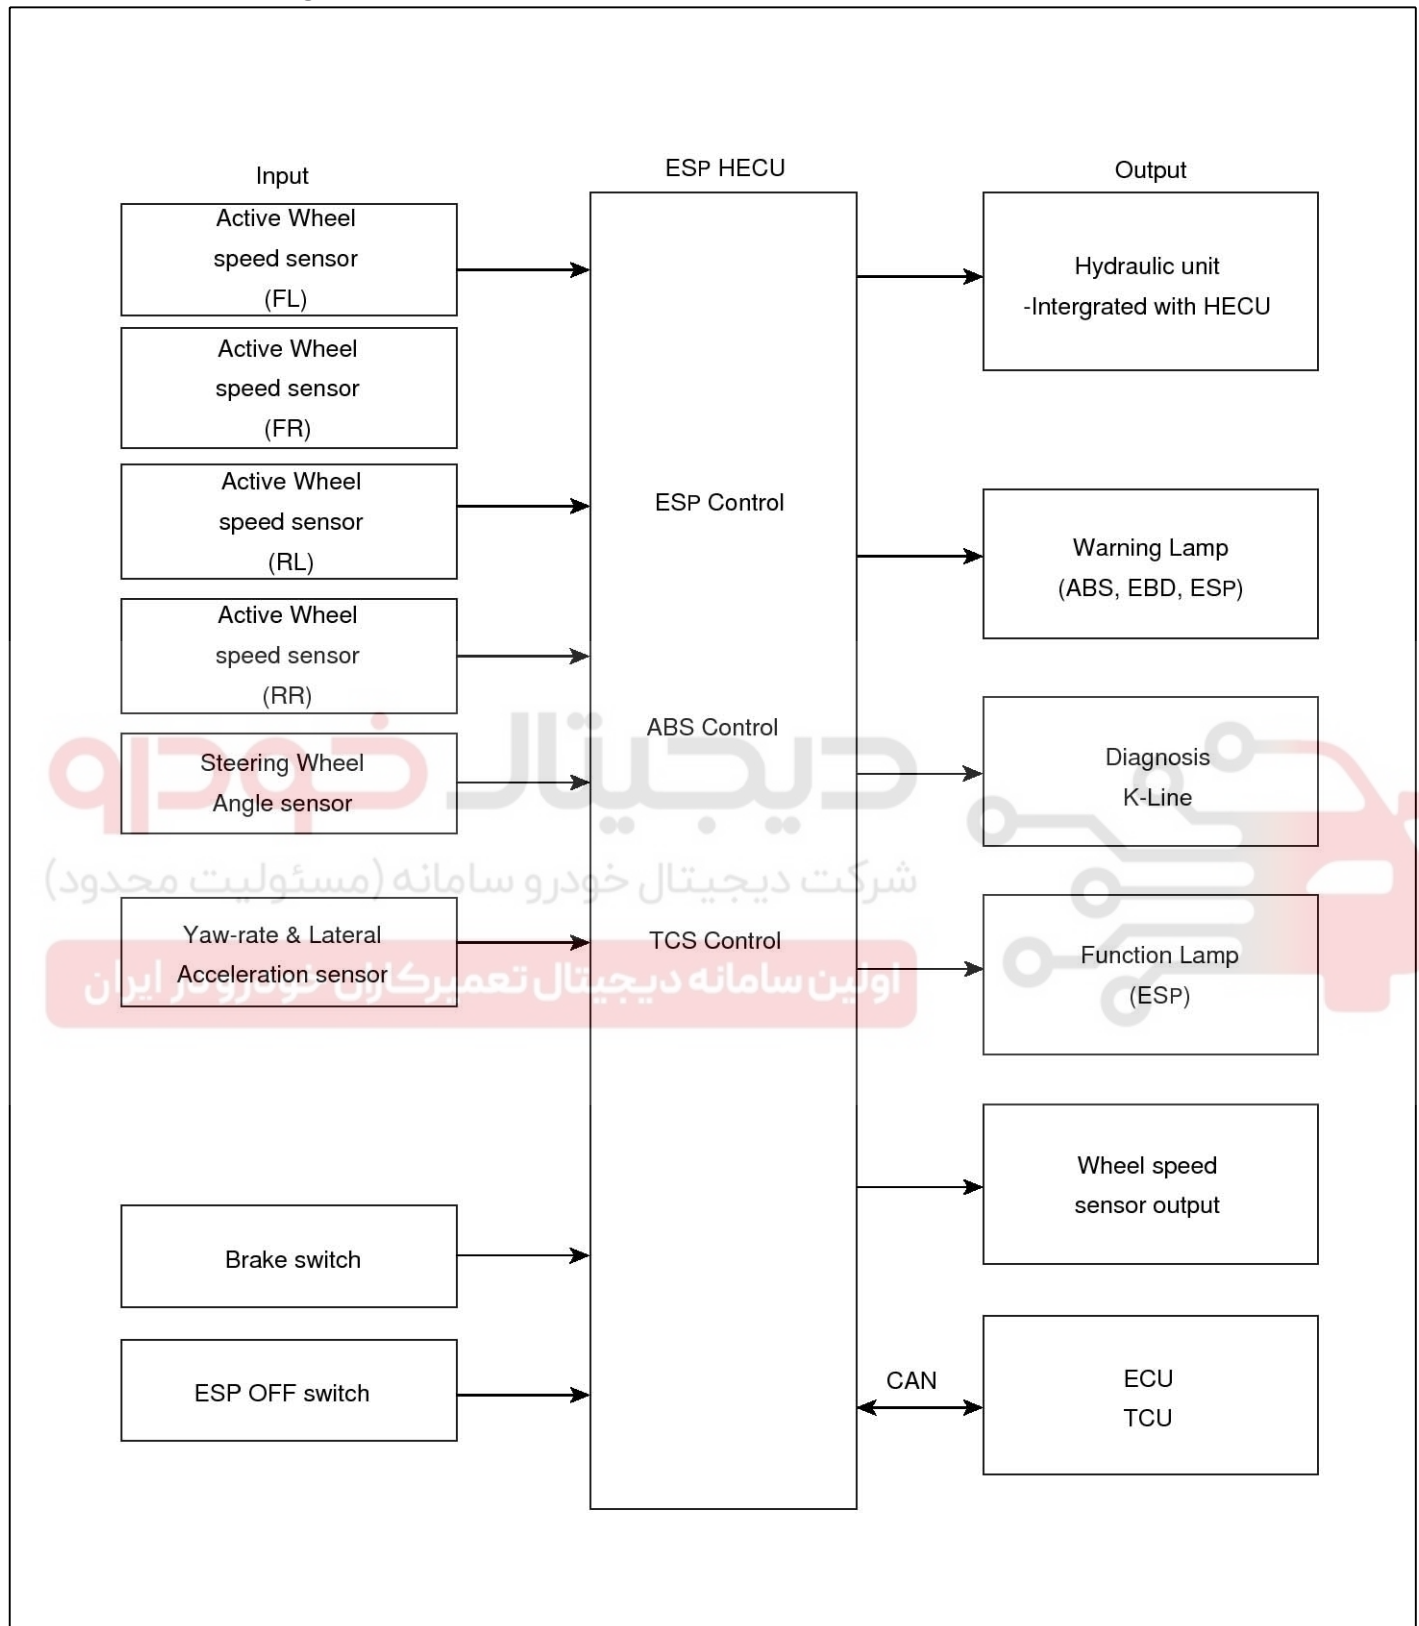 Input
Active Wheel
speed sensor
(FL)
Active Wheel
speed sensor
(FR)
Active Wheel
speed sensor
(RL)
Active Wheel
speed sensor
(RR)
Steering Wheel
Angle sensor
Yaw-rate & Lateral
Acceleration sensor
Brake switch
ESP OFF switch
ESP HECU
ESP Control
ABS Control
TCS Control
Output
Hydraulic unit
-Intergrated with HECU
Warning Lamp
(ABS, EBD, ESP)
Diagnosis
K-Line
Function Lamp
(ESP)
Wheel speed
sensor output
CAN
ECU
TCU
دیجیتال خودرو
شرکت دیجیتال خودرو سامانه (مسئولیت محدود)
اولین سامانه دیجیتال تعمیرکاران خودرو در ایران